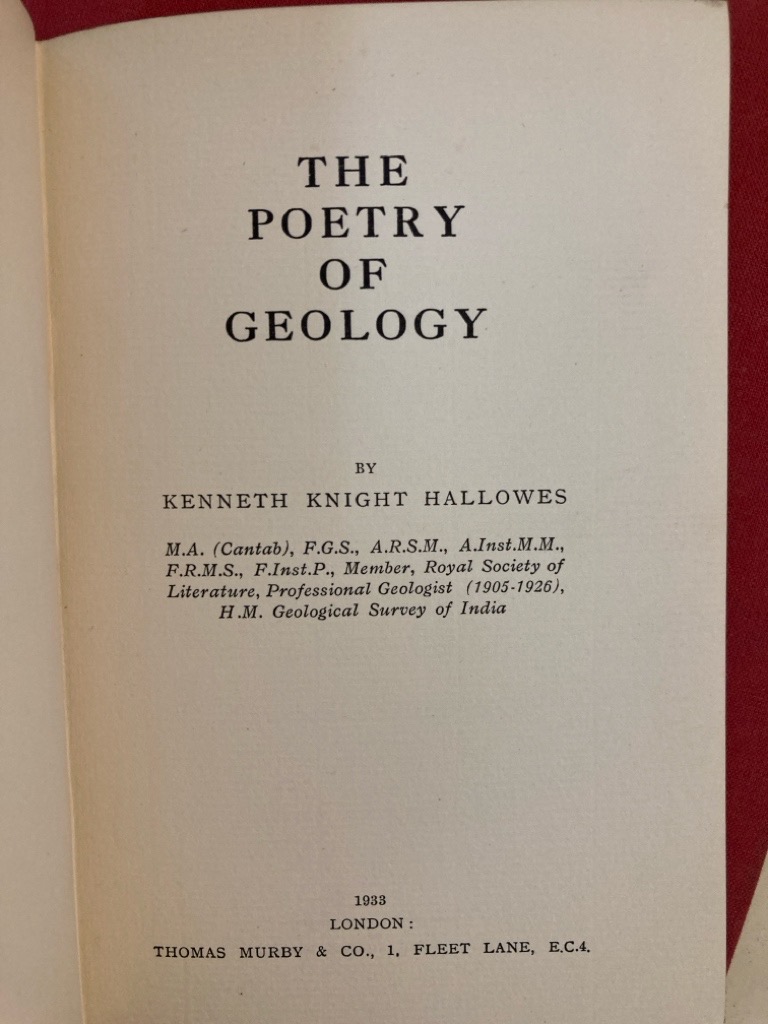 THE
POETRY
OF
GEOLOGY
BY
KENNETH KNIGHT HALLOWES
M.A. (Cantab), F.G.S., A.R.S.M., A.Inst.M.M.,
F.R.M.S., F.Inst.P., Member, Royal Society of
Literature, Professional Geologist (1905-1926),
H.M. Geological Survey of India
1933
LONDON:
THOMAS MURBY & CO., 1, FLEET LANE, E.C.4.